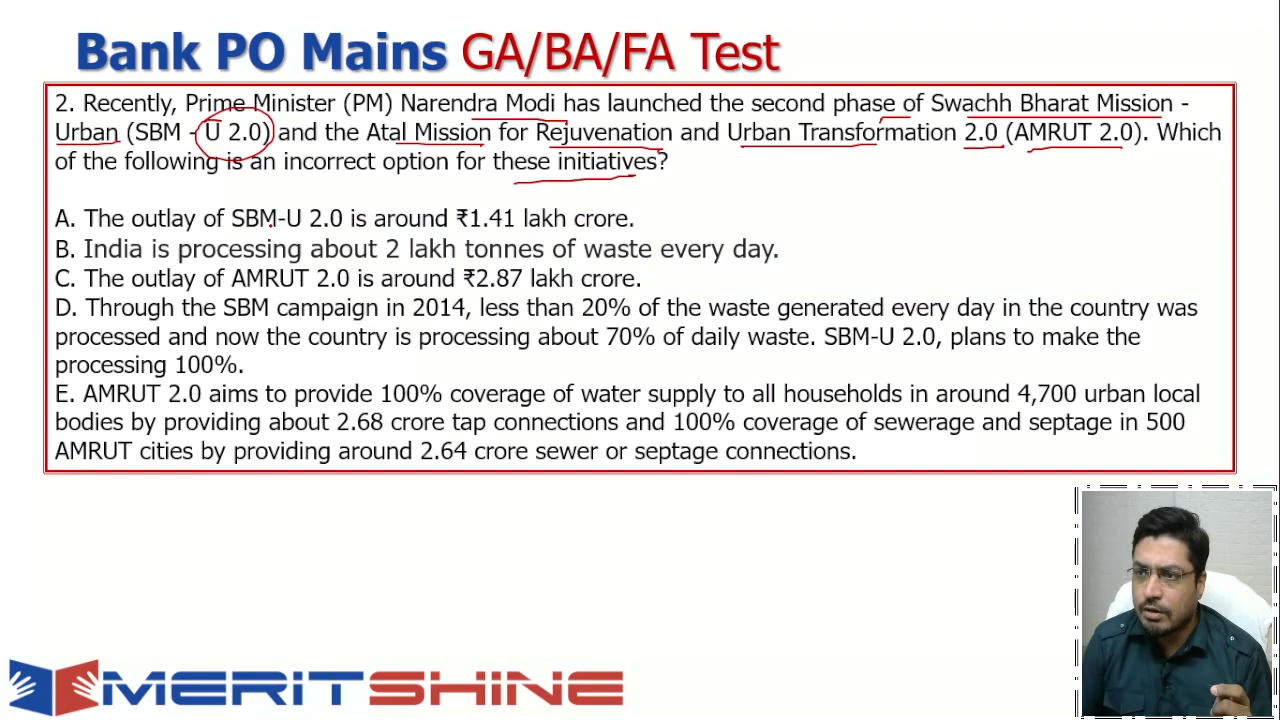 Bank PO Mains GA/BA/FA Test
2. Recently, Prime Minister (PM) Narendra Modi has launched the second phase of Swachh Bharat Mission -
Urban (SBM - U 2.0) and the Atal Mission for Rejuvenation and Urban Transformation 2.0 (AMRUT 2.0). Which
of the following is an incorrect option for these initiatives?
A. The outlay of SBM-U 2.0 is around ₹1.41 lakh crore.
B. India is processing about 2 lakh tonnes of waste every day.
C. The outlay of AMRUT 2.0 is around ₹2.87 lakh crore.
D. Through the SBM campaign in 2014, less than 20% of the waste generated every day in the country was
processed and now the country is processing about 70% of daily waste. SBM-U 2.0, plans to make the
processing 100%.
E. AMRUT 2.0 aims to provide 100% coverage of water supply to all households in around 4,700 urban local
bodies by providing about 2.68 crore tap connections and 100% coverage of sewerage and septage in 500
AMRUT cities by providing around 2.64 crore sewer or septage connections.
MERITSHINE